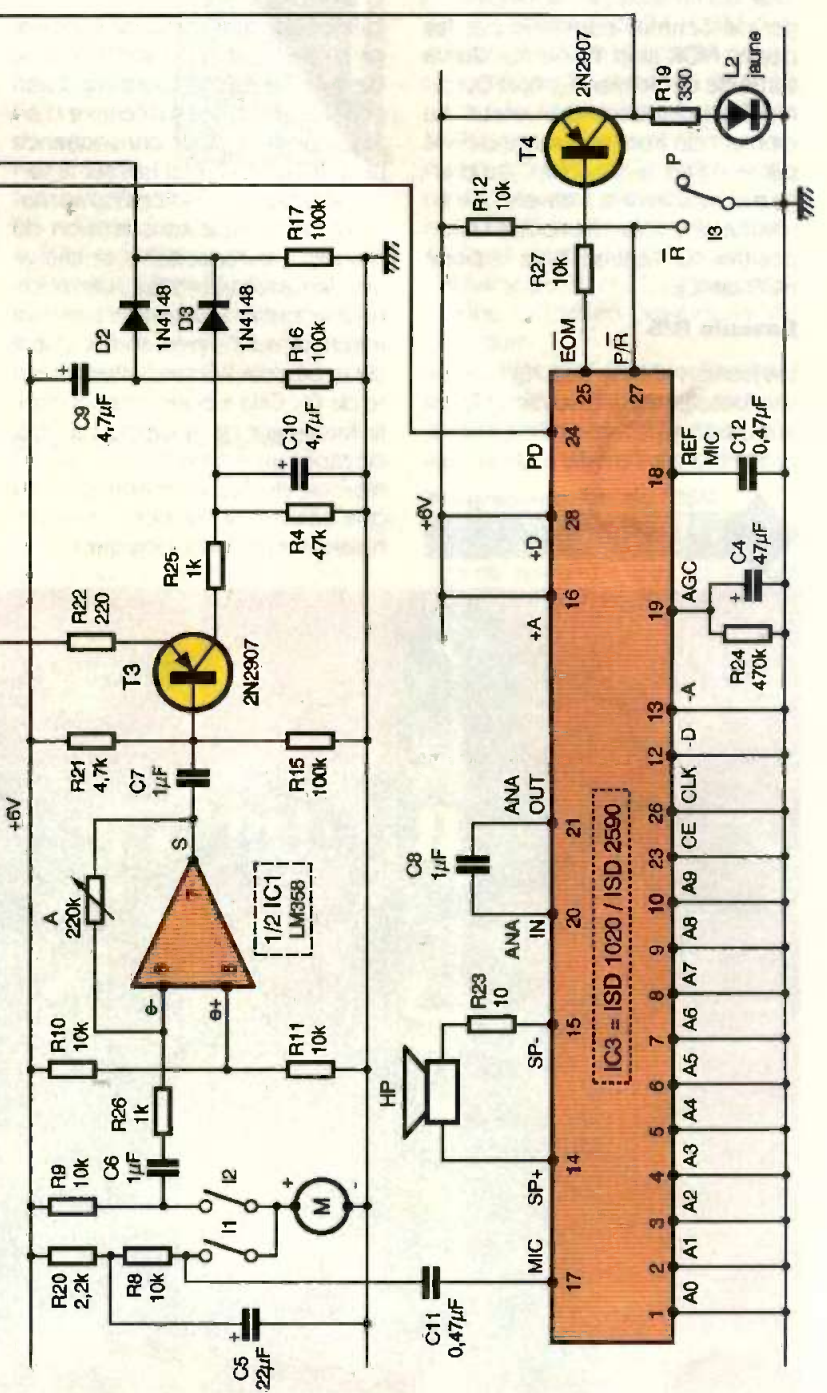 +6V
R20
2,2k
R9
10k
R10
10k
A
220k
R21
4,7k
R22
220
C9
4,7µF
D2
1N4148
R8
10k
C6
1µF
R26
1k
e-
e+
S
C7
1µF
T3
2N2907
R25
1k
D3
1N4148
I1
I2
1/2 IC1
LM358
C5
22µF
+
M
-
R11
10k
R15
100k
R4
47k
C10
4,7µF
R16
100k
R17
100k
C11
0,47µF
HP
R23
10
C8
1µF
+6V
MIC
SP+
SP-
ANA
IN
ANA
OUT
+A
+D
PD
17
14
15
20
21
16
28
24
IC3 = ISD 1020 / ISD 2590
25
EOM
27
P/R
R27
10k
R12
10k
T4
2N2907
1
2
3
4
5
6
7
8
9
10
23
26
12
13
19
18
A0
A1
A2
A3
A4
A5
A6
A7
A8
A9
CE
CLK
-D
-A
AGC
REF
MIC
R24
470k
C4
47µF
C12
0,47µF
R
P
I3
R19
330
L2
jaune